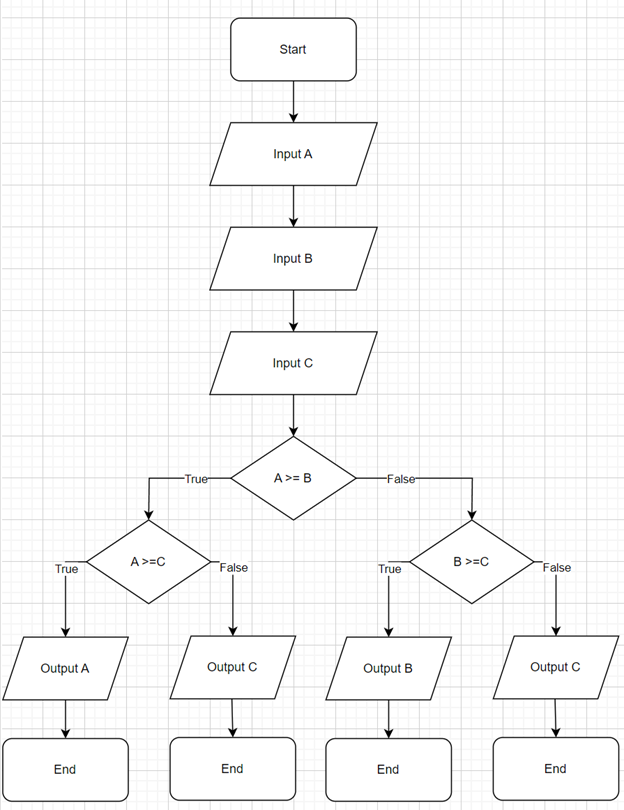 Start
Input A
Input B
Input C
A >= B
True
False
A >=C
B >=C
True
False
True
False
Output A
Output C
Output B
Output C
End
End
End
End